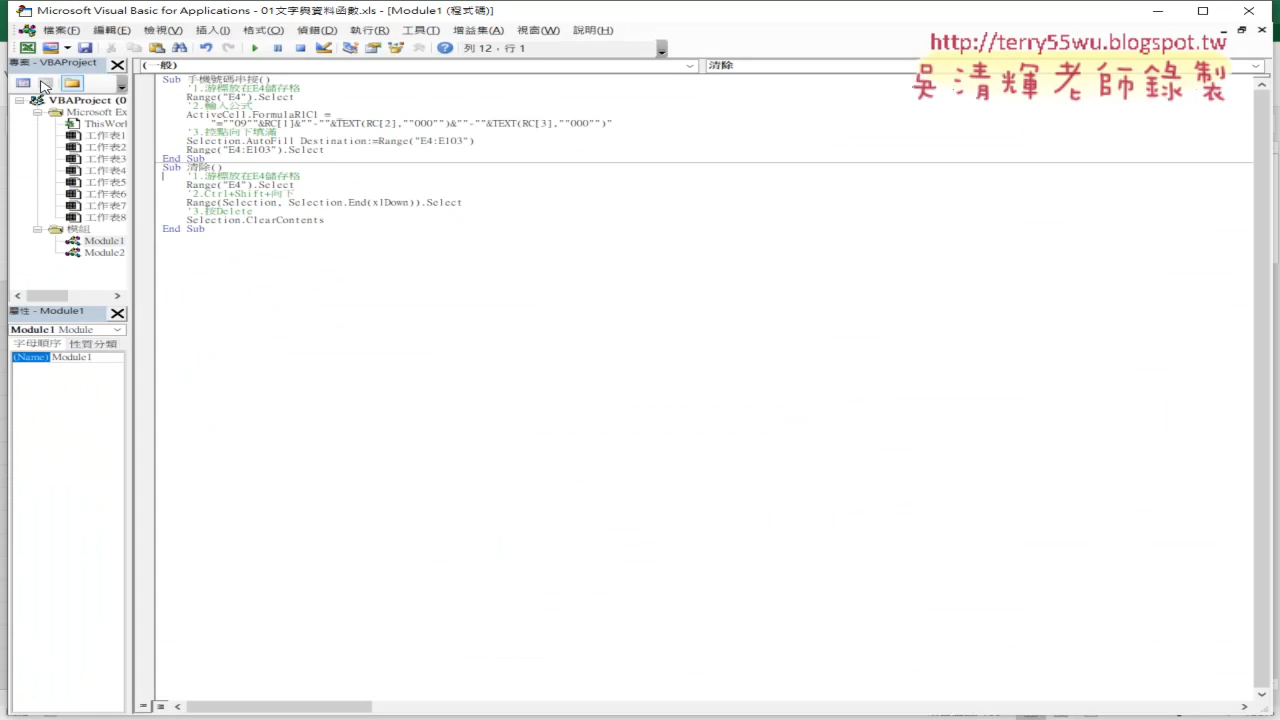 Microsoft Visual Basic for Applications - 01文字與資料函數.xls - [Module1 (程式碼)]
檔案(F) 編輯(E) 檢視(V) 插入(I) 格式(O) 偵錯(D) 執行(R) 工具(T) 增益集(A) 視窗(W) 說明(H)
http://terry55wu.blogspot.tw
吳清輝老師錄製
列 12，行 1
專案 - VBAProject
(一般)
清除
VBAProject (0
Microsoft Ex
ThisWorl
工作表1
工作表2
工作表3
工作表4
工作表5
工作表6
工作表7
工作表8
模組
Module1
Module2
屬性 - Module1
Module1 Module
字母順序 性質分類
(Name) Module1
Sub 手機號碼串接()
'1.游標放在E4儲存格
Range("E4").Select
'2.輸入公式
ActiveCell.FormulaR1C1 = _
"=""09""&RC[1]&""-""&TEXT(RC[2],""000"")&""-""&TEXT(RC[3],""000"")"
'3.控點向下填滿
Selection.AutoFill Destination:=Range("E4:E103")
Range("E4:E103").Select
End Sub
Sub 清除()
'1.游標放在E4儲存格
Range("E4").Select
'2.Ctrl+Shift+向下
Range(Selection, Selection.End(xlDown)).Select
'3.按Delete
Selection.ClearContents
End Sub